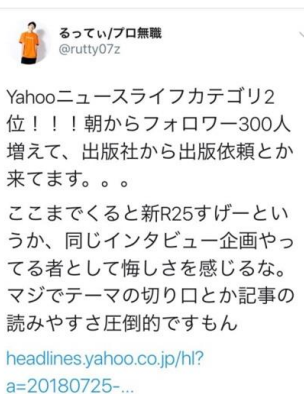 るってぃ/プロ無職
@rutty07z
Yahooニュースライフカテゴリ2
位！！！朝からフォロワー300人
増えて、出版社から出版依頼とか
来てます。。。
ここまでくると新R25すげーとい
うか、同じインタビュー企画やっ
てる者として悔しさを感じるな。
マジでテーマの切り口とか記事の
読みやすさ圧倒的ですもん
headlines.yahoo.co.jp/hl?
a=20180725-...